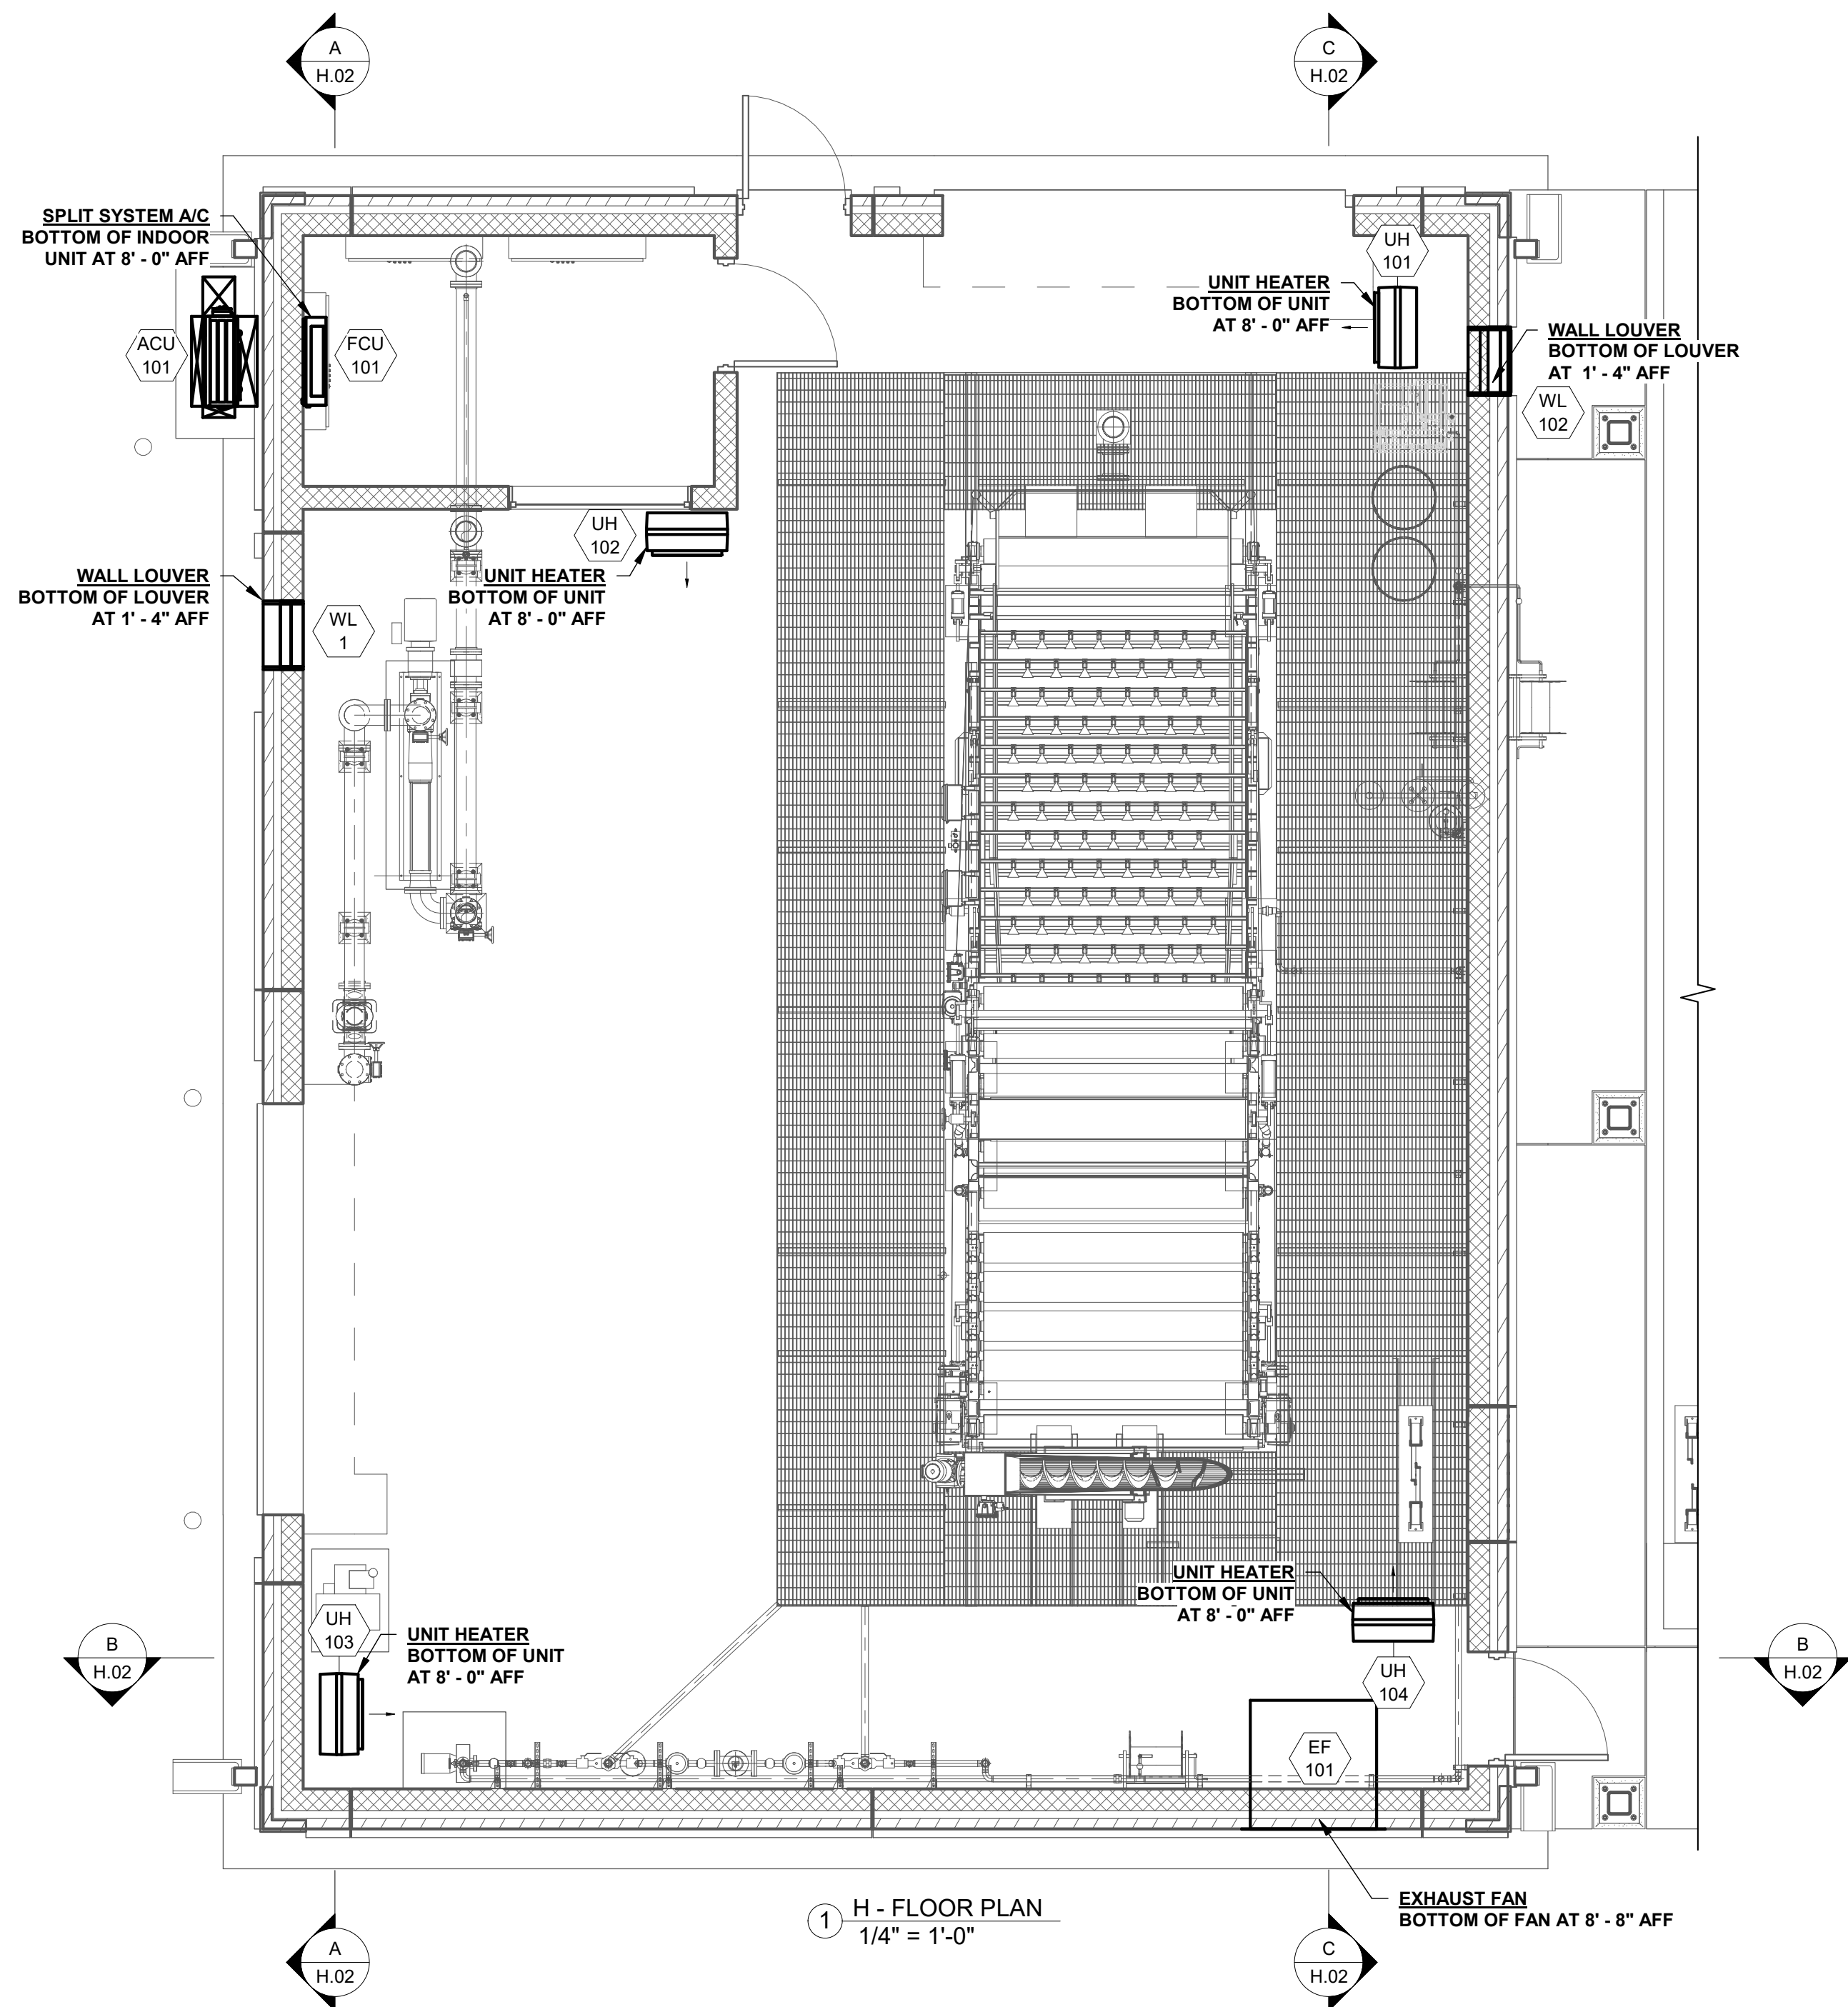 A
H.02
C
H.02
SPLIT SYSTEM A/C
BOTTOM OF INDOOR
UNIT AT 8' - 0" AFF
ACU
101
FCU
101
UH
101
UNIT HEATER
BOTTOM OF UNIT
AT 8' - 0" AFF
WALL LOUVER
BOTTOM OF LOUVER
AT 1' - 4" AFF
WL
102
UH
102
UNIT HEATER
BOTTOM OF UNIT
AT 8' - 0" AFF
WALL LOUVER
BOTTOM OF LOUVER
AT 1' - 4" AFF
WL
1
UNIT HEATER
BOTTOM OF UNIT
AT 8' - 0" AFF
UH
103
UNIT HEATER
BOTTOM OF UNIT
AT 8' - 0" AFF
B
H.02
UH
104
B
H.02
EF
101
EXHAUST FAN
BOTTOM OF FAN AT 8' - 8" AFF
1
H - FLOOR PLAN
1/4" = 1'-0"
A
H.02
C
H.02